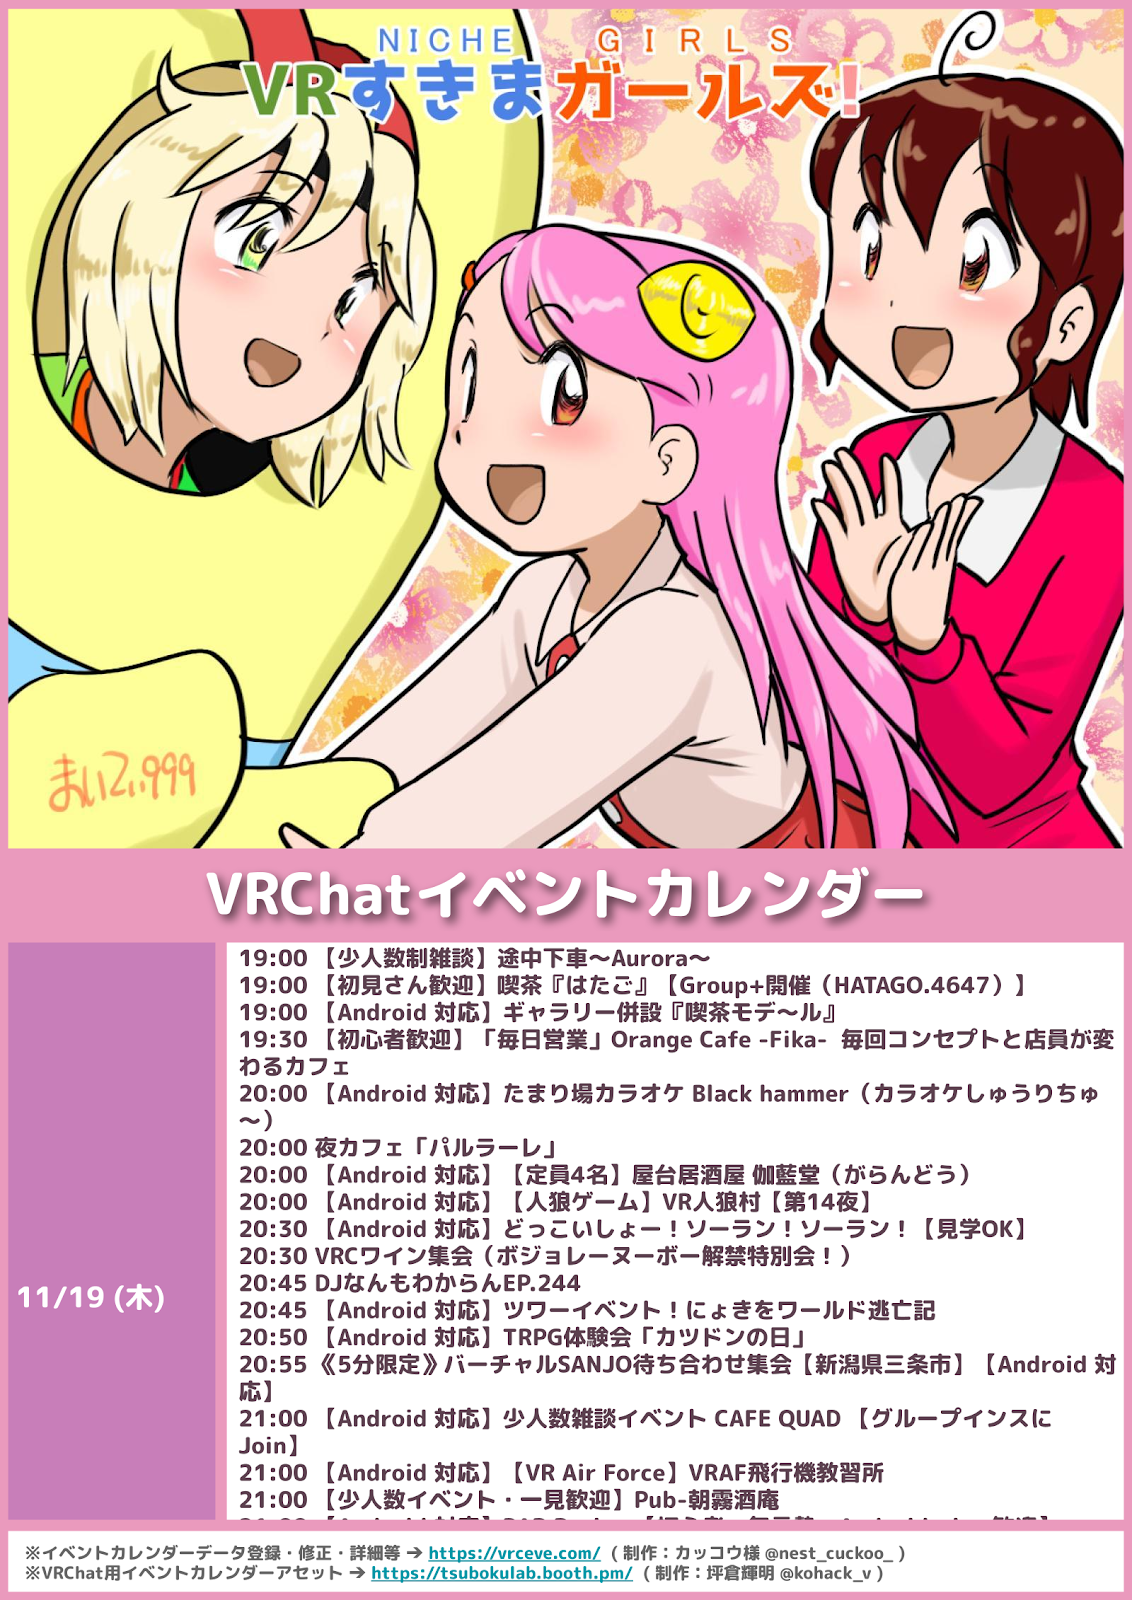 NICHE GIRLS
VRすきまガールズ!
まいてぃ999
VRChatイベントカレンダー
11/19 (木)
19:00 【少人数制雑談】途中下車～Aurora～
19:00 【初見さん歓迎】喫茶『はたご』【Group+開催（HATAGO.4647）】
19:00 【Android 対応】ギャラリー併設『喫茶モデ～ル』
19:30 【初心者歓迎】「毎日営業」Orange Cafe -Fika- 毎回コンセプトと店員が変
わるカフェ
20:00 【Android 対応】たまり場カラオケ Black hammer（カラオケしゅうりちゅ
～）
20:00 夜カフェ「パルラーレ」
20:00 【Android 対応】【定員4名】屋台居酒屋 伽藍堂（がらんどう）
20:00 【Android 対応】【人狼ゲーム】VR人狼村【第14夜】
20:30 【Android 対応】どっこいしょー！ソーラン！ソーラン！【見学OK】
20:30 VRCワイン集会（ボジョレーヌーボー解禁特別会！）
20:45 DJなんもわからんEP.244
20:45 【Android 対応】ツワーイベント！にょきをワールド逃亡記
20:50 【Android 対応】TRPG体験会「カツドンの日」
20:55 《5分限定》バーチャルSANJO待ち合わせ集会【新潟県三条市】【Android 対
応】
21:00 【Android 対応】少人数雑談イベント CAFE QUAD 【グループインスに
Join】
21:00 【Android 対応】【VR Air Force】VRAF飛行機教習所
21:00 【少人数イベント・一見歓迎】Pub-朝霧酒庵
※イベントカレンダーデータ登録・修正・詳細等 → https://vrceve.com/ （ 制作：カッコウ様 @nest_cuckoo_ ）
※VRChat用イベントカレンダーアセット → https://tsubokulab.booth.pm/ （ 制作：坪倉輝明 @kohack_v ）